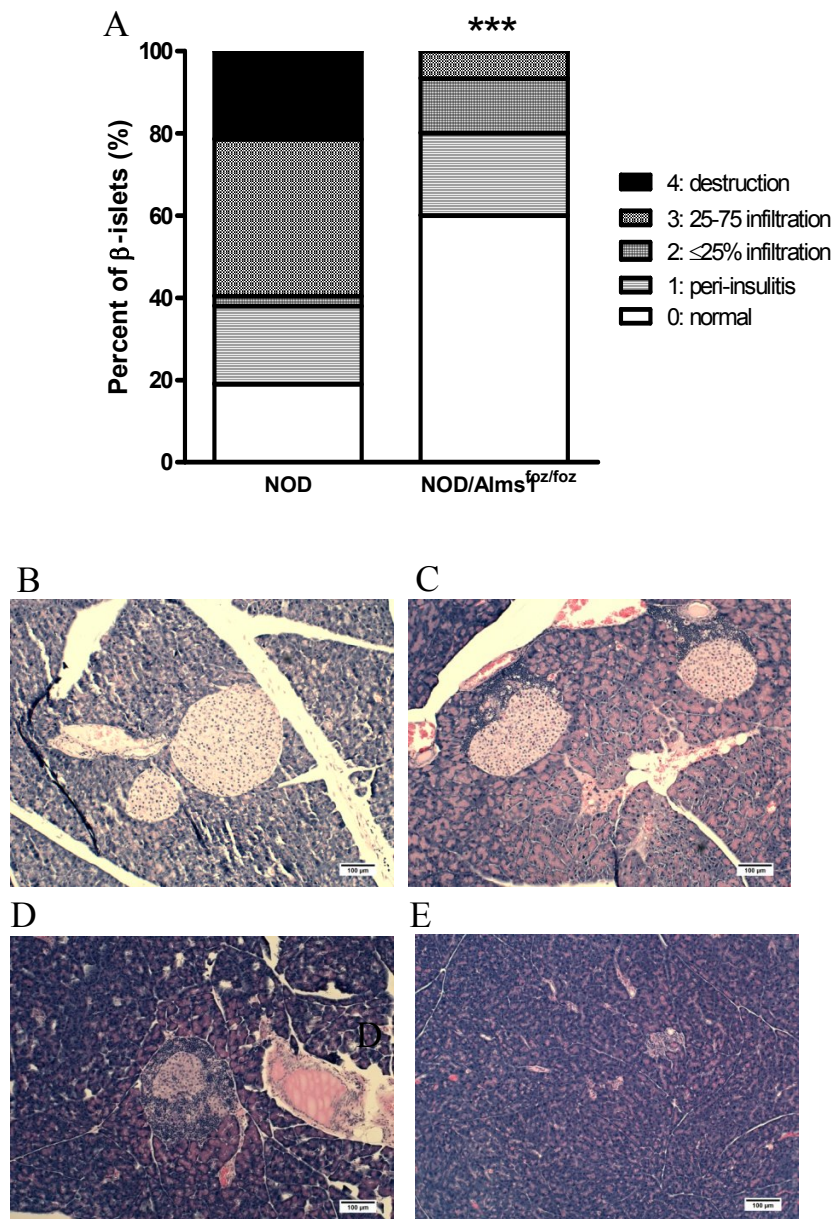 A
***
100
80
60
40
20
0
Percent of β-islets (%)
NOD
NOD/Alms1foz/foz
4: destruction
3: 25-75 infiltration
2: ≤25% infiltration
1: peri-insulitis
0: normal
B
C
100 µm
100 µm
D
E
D
100 µm
100 µm